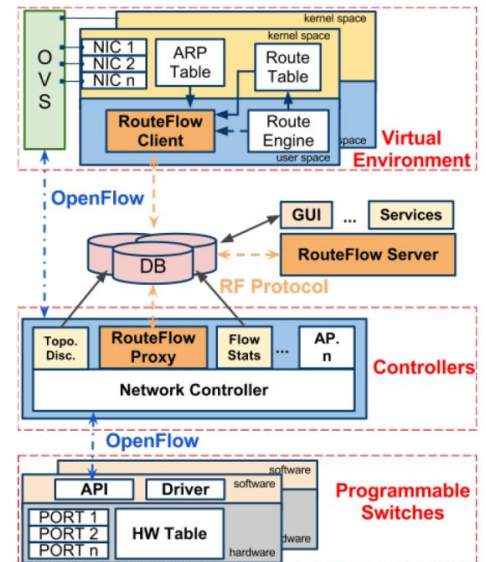 kernel space
kernel space
O
V
S
NIC 1
NIC 2
NIC n
ARP
Table
Route
Table
RouteFlow
Client
Route
Engine
user space
space
Virtual
Environment
OpenFlow
GUI
...
Services
DB
RouteFlow Server
RF Protocol
Topo.
Disc.
RouteFlow
Proxy
Flow
Stats
...
AP.
n
Network Controller
Controllers
OpenFlow
software
software
API
Driver
Programmable
Switches
PORT 1
PORT 2
PORT n
HW Table
dware
hardware